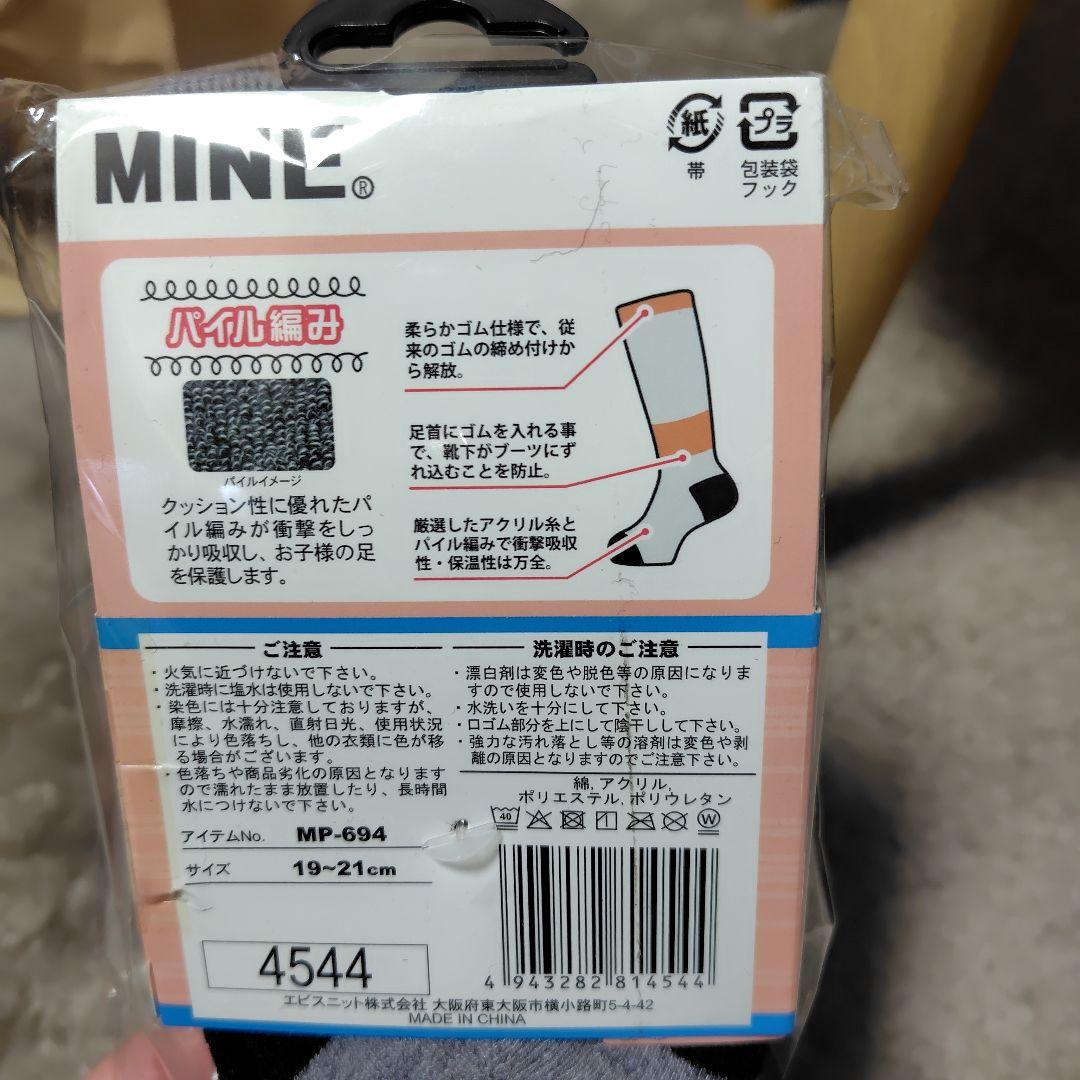 MINE®
紙
プラ
帯
包装袋
フック
パイル編み
パイルイメージ
クッション性に優れたパ
イル編みが衝撃をしっ
かり吸収し、お子様の足
を保護します。
柔らかゴム仕様で、従
来のゴムの締め付けか
ら解放。
足首にゴムを入れる事
で、靴下がブーツにず
れ込むことを防止。
厳選したアクリル糸と
パイル編みで衝撃吸収
性・保温性は万全。
ご注意
・火気に近づけないで下さい。
・洗濯時に塩水は使用しないで下さい。
・染色には十分注意しておりますが、
摩擦、水濡れ、直射日光、使用状況
により色落ちし、他の衣類に色が移
る場合がございます。
・色落ちや商品劣化の原因となります
ので濡れたまま放置したり、長時間
水につけないで下さい。
アイテムNo. MP-694
サイズ 19~21cm
4544
洗濯時のご注意
・漂白剤は変色や脱色等の原因になりま
すので使用しないで下さい。
・水洗いを十分にして下さい。
・口ゴム部分を上にして陰干しして下さい。
・強力な汚れ落とし等の溶剤は変色や剥
離の原因となりますのでご注意下さい。
綿, アクリル,
ポリエステル, ポリウレタン
40
W
4 943282 814544
エビスニット株式会社 大阪府東大阪市横小路町5-4-42
MADE IN CHINA